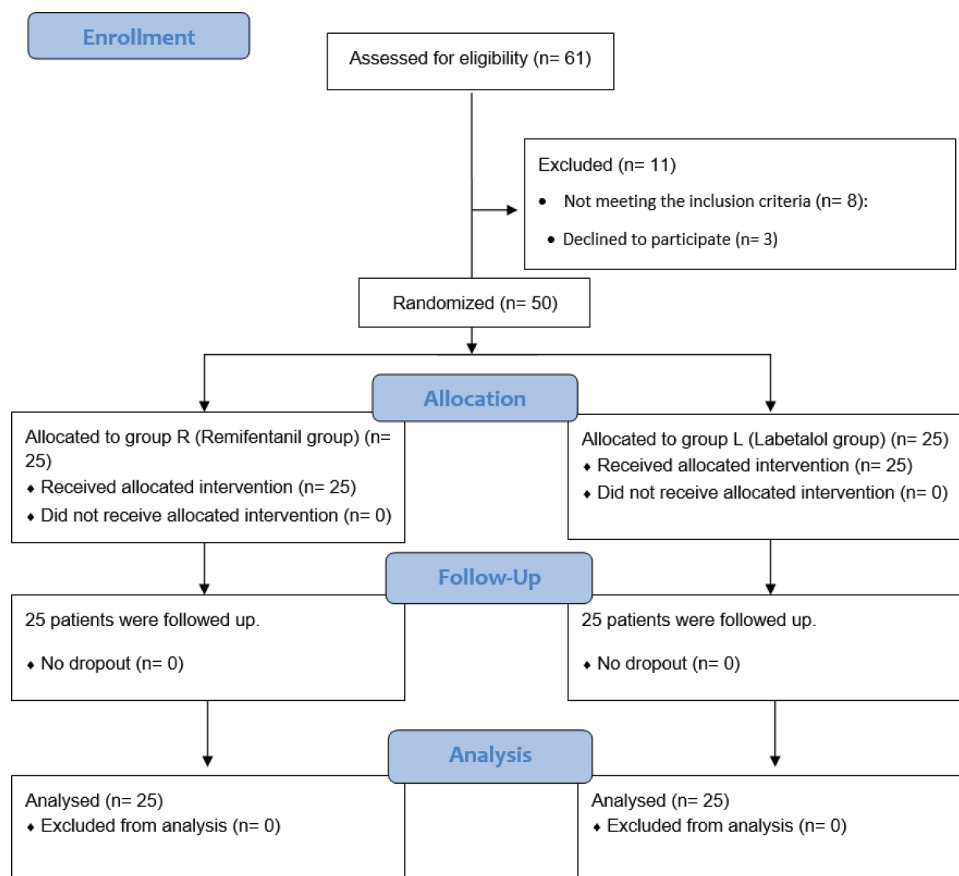 Enrollment
Assessed for eligibility (n= 61)
Excluded (n= 11)
• Not meeting the inclusion criteria (n= 8):
• Declined to participate (n= 3)
Randomized (n= 50)
Allocation
Allocated to group R (Remifentanil group) (n=
25)
♦ Received allocated intervention (n= 25)
♦ Did not receive allocated intervention (n= 0)
Allocated to group L (Labetalol group) (n= 25)
♦ Received allocated intervention (n= 25)
♦ Did not receive allocated intervention (n= 0)
Follow-Up
25 patients were followed up.
♦ No dropout (n= 0)
25 patients were followed up.
♦ No dropout (n= 0)
Analysis
Analysed (n= 25)
♦ Excluded from analysis (n= 0)
Analysed (n= 25)
♦ Excluded from analysis (n= 0)